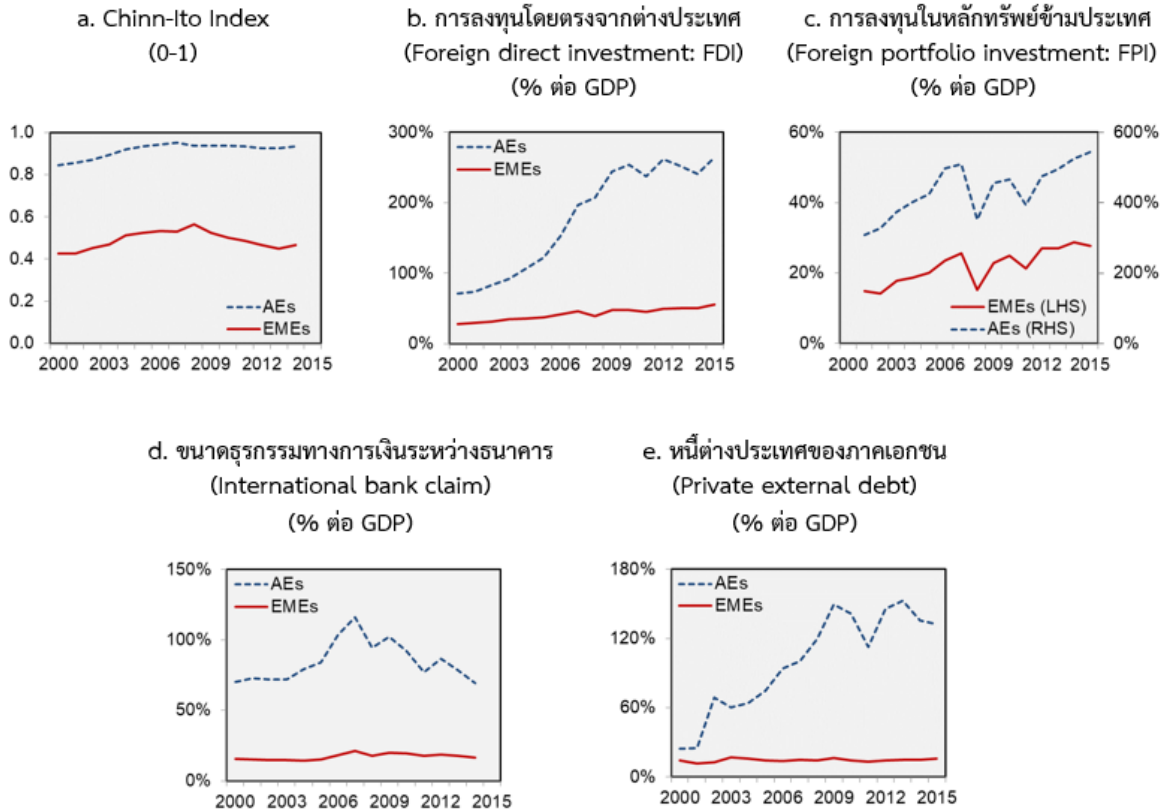 a. Chinn-Ito Index
(0-1)
b. การลงทุนโดยตรงจากต่างประเทศ
(Foreign direct investment: FDI)
(% ต่อ GDP)
c. การลงทุนในหลักทรัพย์ข้ามประเทศ
(Foreign portfolio investment: FPI)
(% ต่อ GDP)
1.0
0.8
0.6
0.4
0.2
0.0
AEs
EMEs
2000 2003 2006 2009 2012 2015
300%
200%
100%
0%
AEs
EMEs
2000 2003 2006 2009 2012 2015
60%
40%
20%
0%
600%
400%
200%
0%
EMEs (LHS)
AEs (RHS)
2000 2003 2006 2009 2012 2015
d. ขนาดธุรกรรมทางการเงินระหว่างธนาคาร
(International bank claim)
(% ต่อ GDP)
e. หนี้ต่างประเทศของภาคเอกชน
(Private external debt)
(% ต่อ GDP)
150%
100%
50%
0%
AEs
EMEs
2000 2003 2006 2009 2012 2015
180%
120%
60%
0%
AEs
EMEs
2000 2003 2006 2009 2012 2015